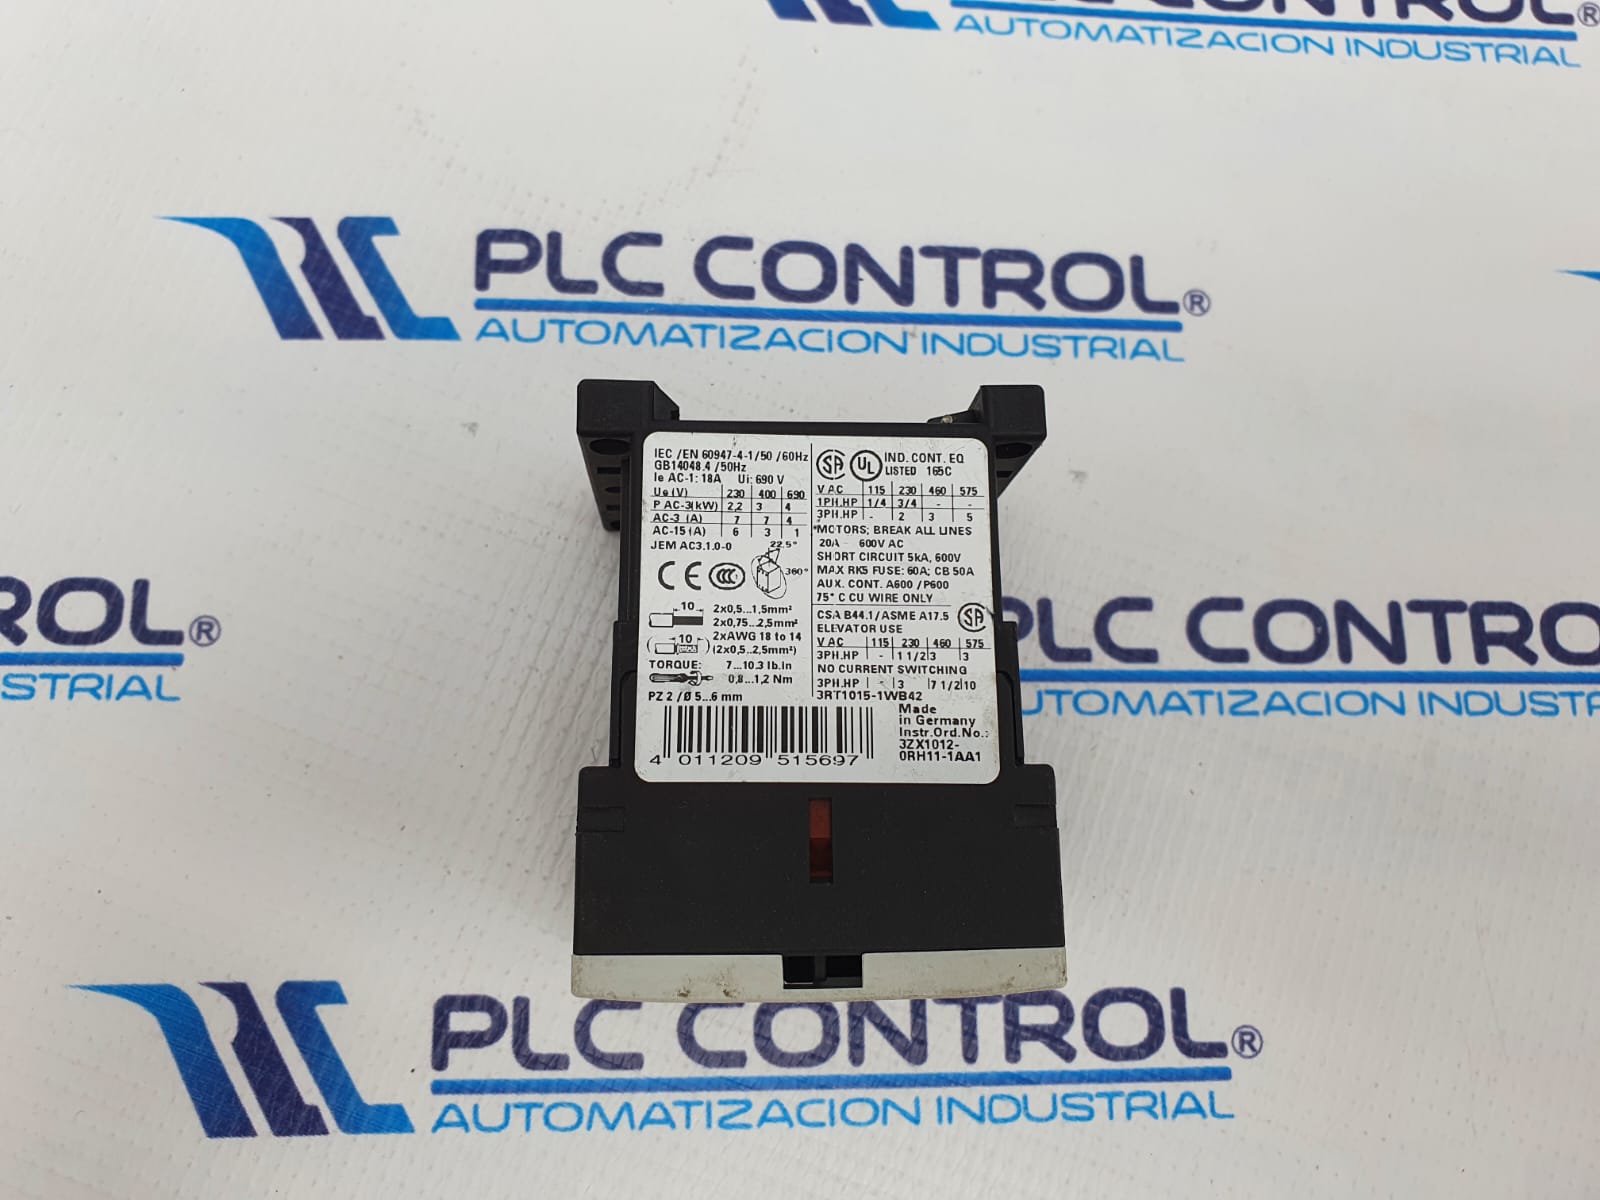 PLC CONTROL®
AUTOMATIZACION INDUSTRIAL
PLC CONTROL®
AUTOMATIZACION INDUSTRIAL
IEC /EN 60947-4-1/50 /60Hz
GB14048.4 /50Hz
Ie AC-1: 18A Ui: 690 V
Ue (V) 230 400 690
P AC-3(kW) 2,2 3 4
AC-3 (A) 7 7 4
AC-15 (A) 6 3 1
JEM AC3.1.0-0 22.5°
360°
CE CCC
10 2x0,5...1,5mm²
2x0,75...2,5mm²
10 2xAWG 18 to 14
(2x0,5...2,5mm²)
TORQUE: 7...10.3 lb.in
0,8...1,2 Nm
PZ 2 / Ø 5...6 mm
SA UL IND. CONT. EQ
LISTED 165C
V AC 115 230 460 575
1PH.HP 1/4 3/4 - -
3PH.HP - 2 3 5
*MOTORS; BREAK ALL LINES
20A - 600V AC
SHORT CIRCUIT 5kA, 600V
MAX RK5 FUSE: 60A; CB 50A
AUX. CONT. A600 /P600
75° C CU WIRE ONLY
CSA B44.1 / ASME A17.5 SA
ELEVATOR USE
V AC 115 230 460 575
3PH.HP - 1 1/2 3 3
NO CURRENT SWITCHING
3PH.HP - 3 7 1/2 10
3RT1015-1WB42
Made
in Germany
Instr.Ord.No.:
3ZX1012-
0RH11-1AA1
4 011209 515697
ROL®
STRIAL
PLC CONTRO
AUTOMATIZACION INDUSTR
PLC CONTROL®
AUTOMATIZACION INDUSTRIAL